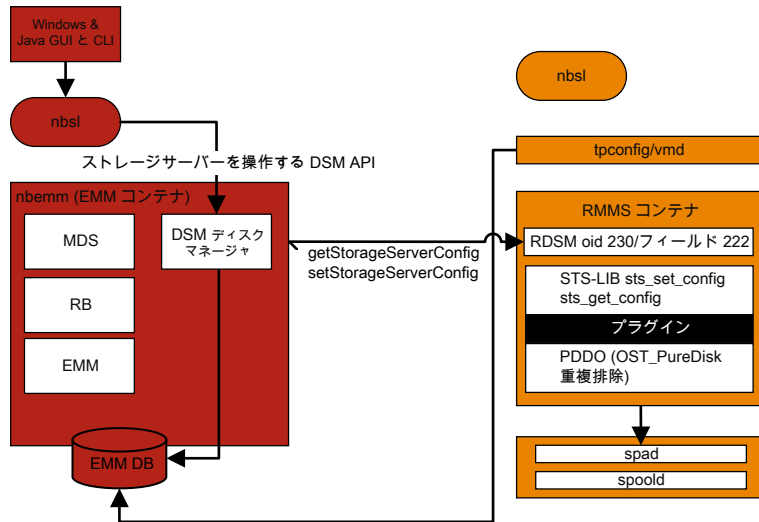 Windows &
Java GUI と CLI
nbsl
nbsl
ストレージサーバーを操作する DSM API
tpconfig/vmd
nbemm (EMM コンテナ)
MDS
DSM ディスク
マネージャ
RB
EMM
EMM DB
getStorageServerConfig
setStorageServerConfig
RMMS コンテナ
RDSM oid 230/フィールド 222
STS-LIB sts_set_config
sts_get_config
プラグイン
PDDO (OST_PureDisk
重複排除)
spad
spoold